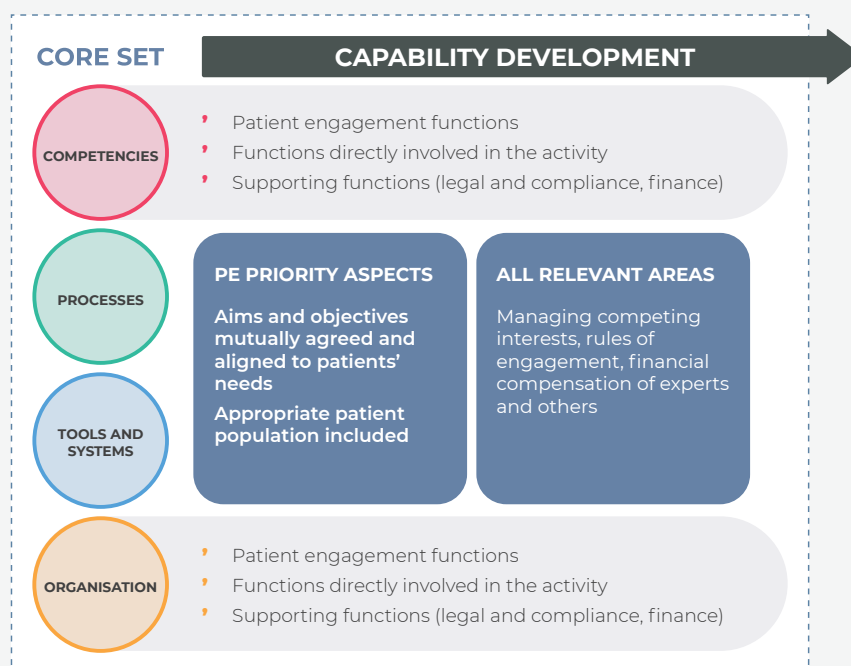 CORE SET
CAPABILITY DEVELOPMENT
COMPETENCIES
Patient engagement functions
Functions directly involved in the activity
Supporting functions (legal and compliance, finance)
PROCESSES
TOOLS AND
SYSTEMS
PE PRIORITY ASPECTS
Aims and objectives
mutually agreed and
aligned to patients’
needs
Appropriate patient
population included
ALL RELEVANT AREAS
Managing competing
interests, rules of
engagement, financial
compensation of experts
and others
ORGANISATION
Patient engagement functions
Functions directly involved in the activity
Supporting functions (legal and compliance, finance)